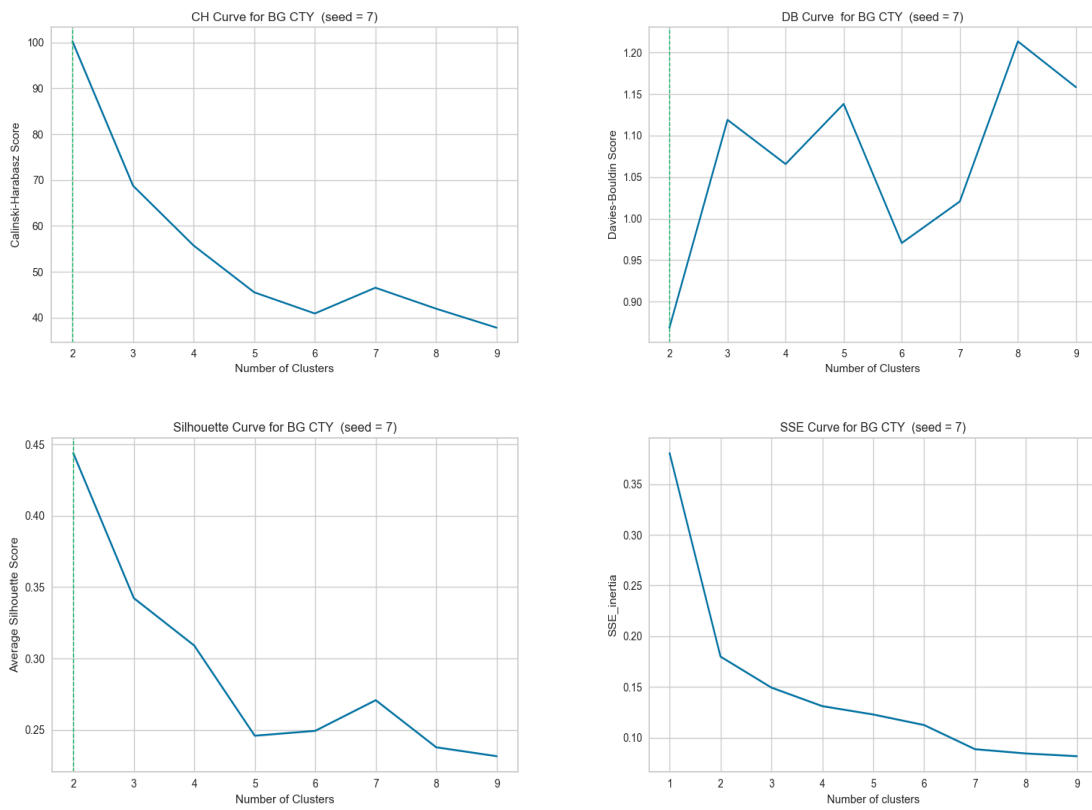 CH Curve for BG CTY  (seed = 7)
Calinski-Harabasz Score
100
90
80
70
60
50
40
2 3 4 5 6 7 8 9
Number of Clusters
DB Curve  for BG CTY  (seed = 7)
Davies-Bouldin Score
1.20
1.15
1.10
1.05
1.00
0.95
0.90
2 3 4 5 6 7 8 9
Number of Clusters
Silhouette Curve for BG CTY  (seed = 7)
Average Silhouette Score
0.45
0.40
0.35
0.30
0.25
2 3 4 5 6 7 8 9
Number of Clusters
SSE Curve for BG CTY  (seed = 7)
SSE_inertia
0.35
0.30
0.25
0.20
0.15
0.10
1 2 3 4 5 6 7 8 9
Number of clusters